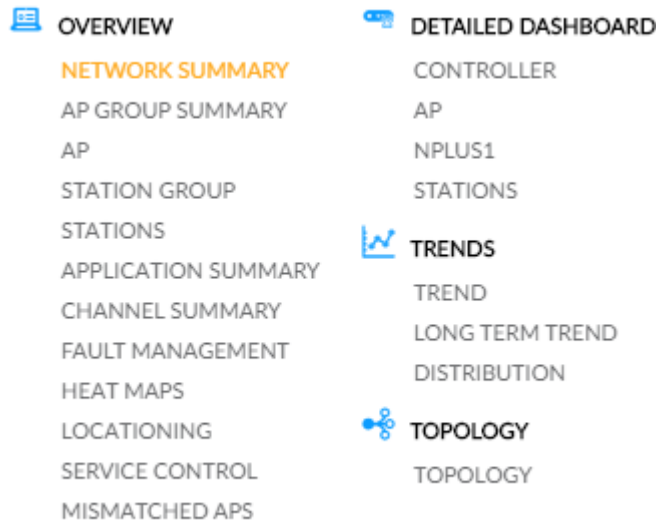 OVERVIEW
NETWORK SUMMARY
AP GROUP SUMMARY
AP
STATION GROUP
STATIONS
APPLICATION SUMMARY
CHANNEL SUMMARY
FAULT MANAGEMENT
HEAT MAPS
LOCATIONING
SERVICE CONTROL
MISMATCHED APS
DETAILED DASHBOARD
CONTROLLER
AP
NPLUS1
STATIONS
TRENDS
TREND
LONG TERM TREND
DISTRIBUTION
TOPOLOGY
TOPOLOGY